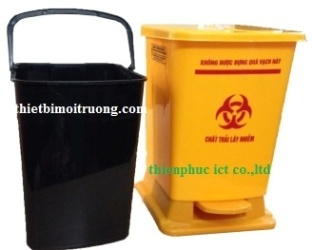 KHÔNG ĐƯỢC ĐỰNG QUÁ VẠCH NÀY
thietbimoitruong.com
CHẤT THẢI LÂY NHIỄM
thienphuc ict co.,ltd